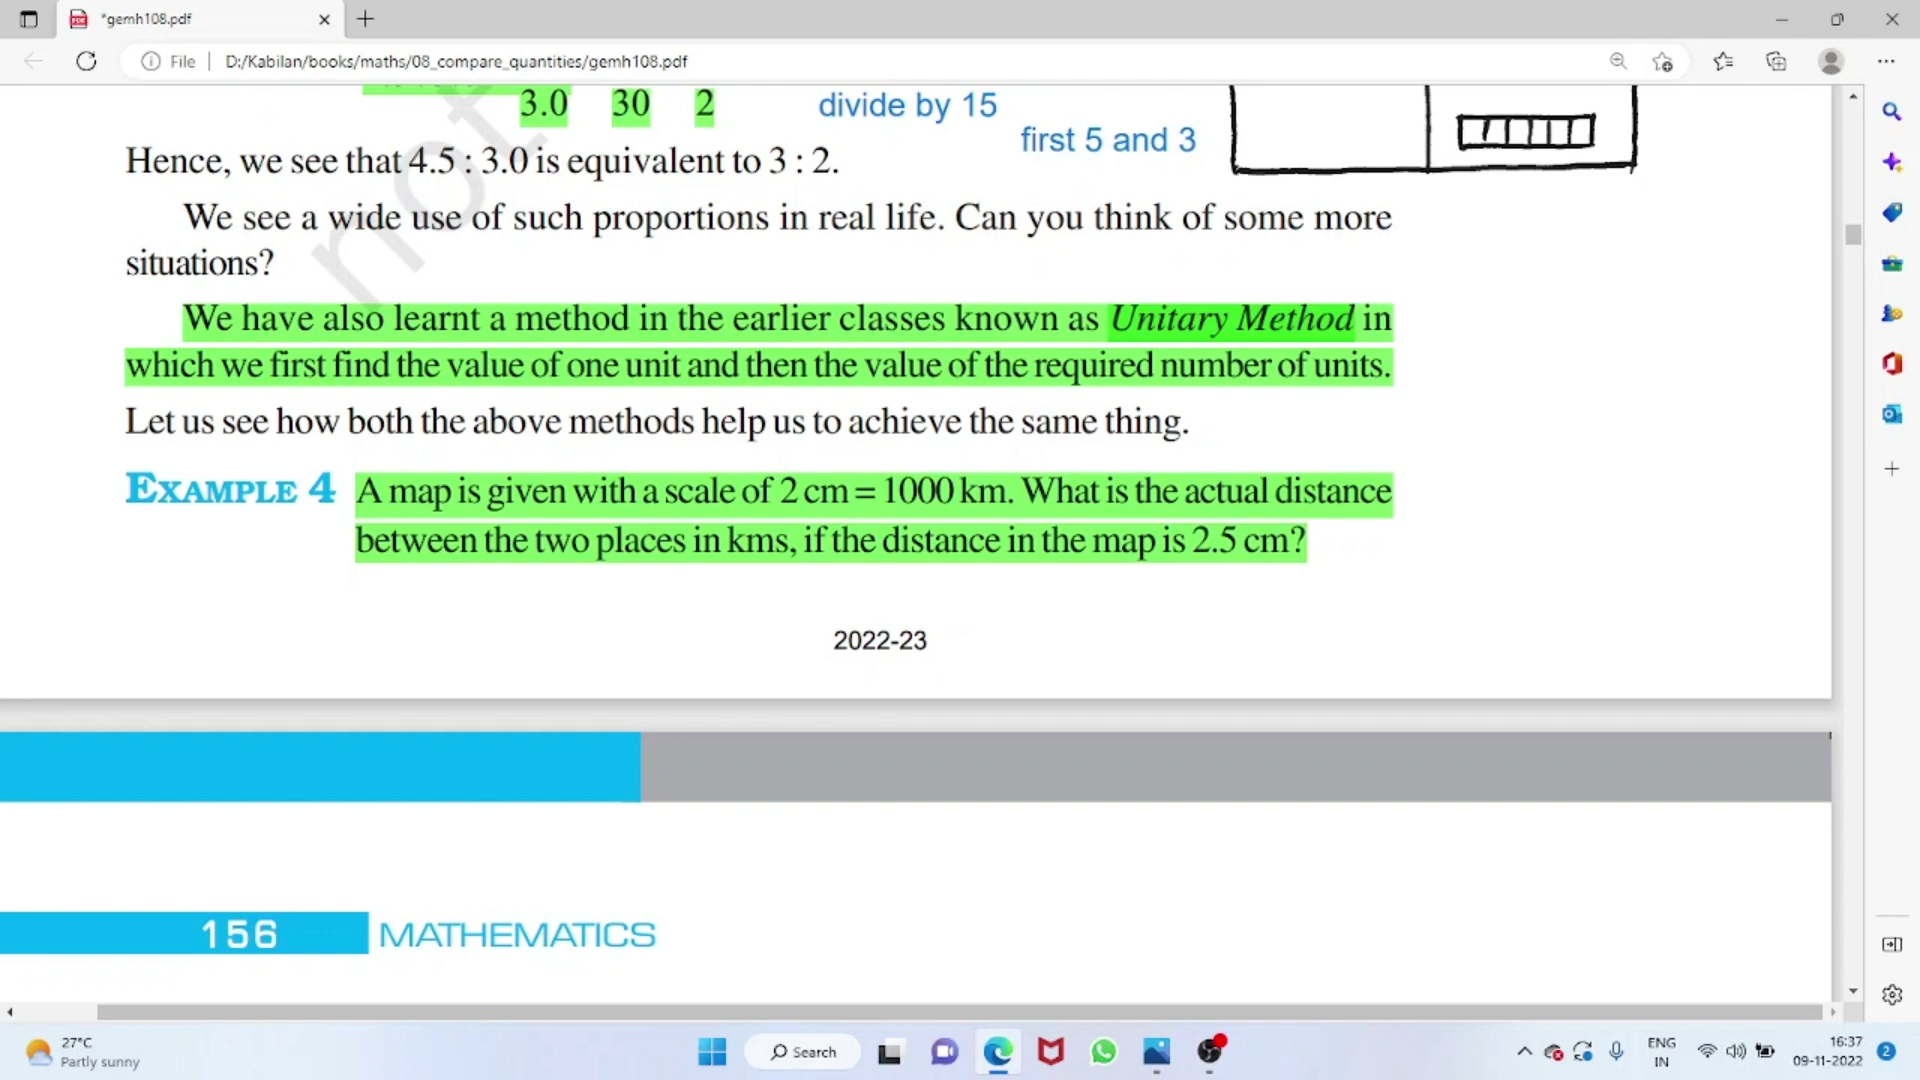 *gemh108.pdf
File D:/Kabilan/books/maths/08_compare_quantities/gemh108.pdf
3.0 30 2 divide by 15
first 5 and 3
Hence, we see that 4.5 : 3.0 is equivalent to 3 : 2.
We see a wide use of such proportions in real life. Can you think of some more
situations?
not
We have also learnt a method in the earlier classes known as Unitary Method in
which we first find the value of one unit and then the value of the required number of units.
Let us see how both the above methods help us to achieve the same thing.
EXAMPLE 4 A map is given with a scale of 2 cm = 1000 km. What is the actual distance
between the two places in kms, if the distance in the map is 2.5 cm?
2022-23
156 MATHEMATICS
27°C
Partly sunny
Search
ENG
IN
16:37
09-11-2022
2